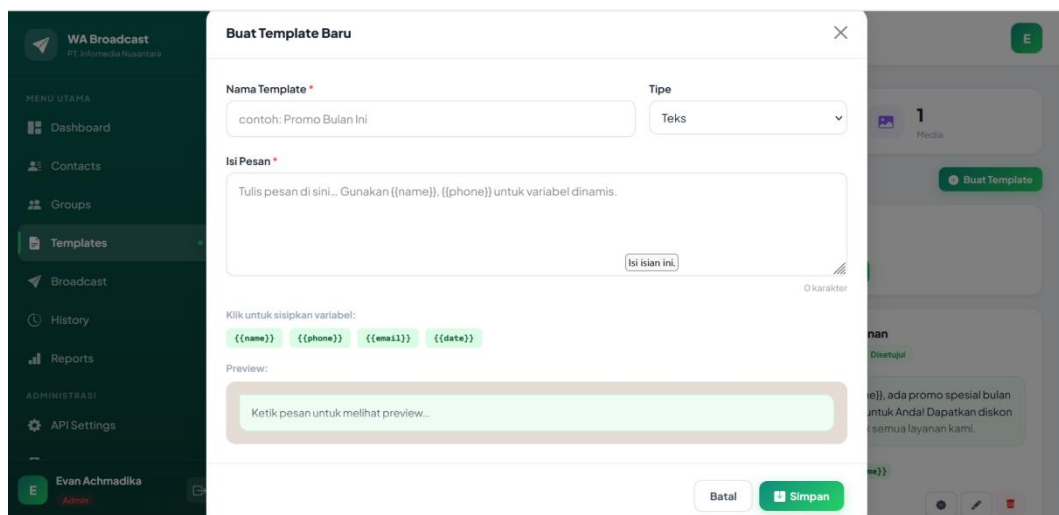 WA Broadcast
PT. Infomedia Nusantara
MENU UTAMA
Dashboard
Contacts
Groups
Templates
Broadcast
History
Reports
ADMINISTRASI
API Settings
E
Evan Achmadika
Admin
Buat Template Baru
Nama Template *
contoh: Promo Bulan Ini
Tipe
Teks
Isi Pesan *
Tulis pesan di sini... Gunakan {{name}}, {{phone}} untuk variabel dinamis.
Isi isian ini.
0 karakter
Klik untuk sisipkan variabel:
{{name}} {{phone}} {{email}} {{date}}
Preview:
Ketik pesan untuk melihat preview...
Batal
Simpan
E
1
Media
Buat Template
nan
Disetujui
e}}, ada promo spesial bulan
untuk Anda! Dapatkan diskon
semua layanan kami.
me}}